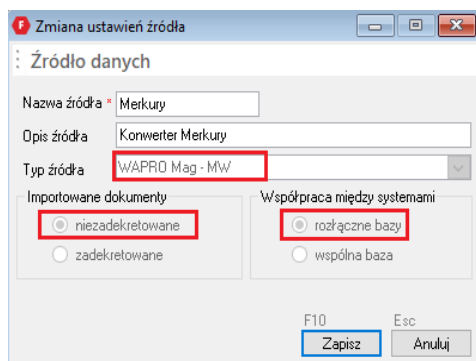 F Zmiana ustawień źródła
Źródło danych
Nazwa źródła * Merkury
Opis źródła Konwerter Merkury
Typ źródła WAPRO Mag - MW
Importowane dokumenty Współpraca między systemami
niezadekretowane rozłączne bazy
zadekretowane wspólna baza
F10 Esc
Zapisz Anuluj